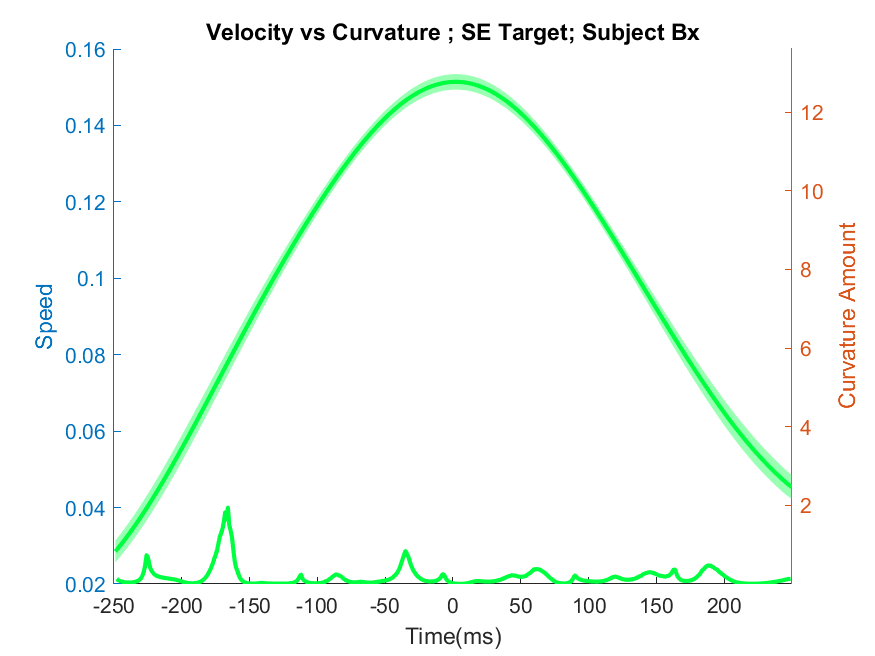 Velocity vs Curvature ; SE Target; Subject Bx
0.16
0.14
0.12
0.1
0.08
0.06
0.04
0.02
Speed
12
10
8
6
4
2
Curvature Amount
-250 -200 -150 -100 -50 0 50 100 150 200
Time(ms)